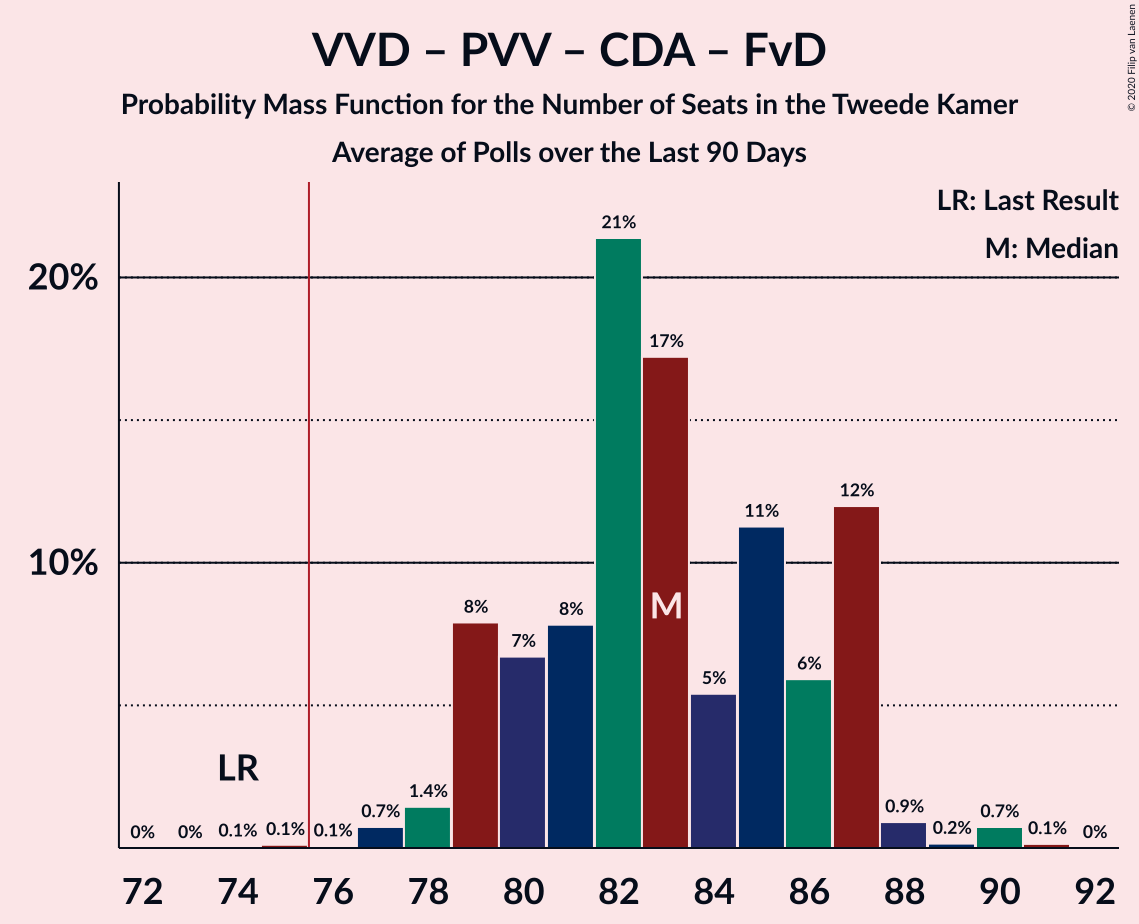 VVD – PVV – CDA – FvD
Probability Mass Function for the Number of Seats in the Tweede Kamer
Average of Polls over the Last 90 Days
© 2020 Filip van Laenen
LR: Last Result
M: Median
20%
10%
0% 0% 0.1% 0.1% 0.1% 0.7% 1.4% 8% 7% 8% 21% 17% 5% 11% 6% 12% 0.9% 0.2% 0.7% 0.1% 0%
LR
M
72 74 76 78 80 82 84 86 88 90 92